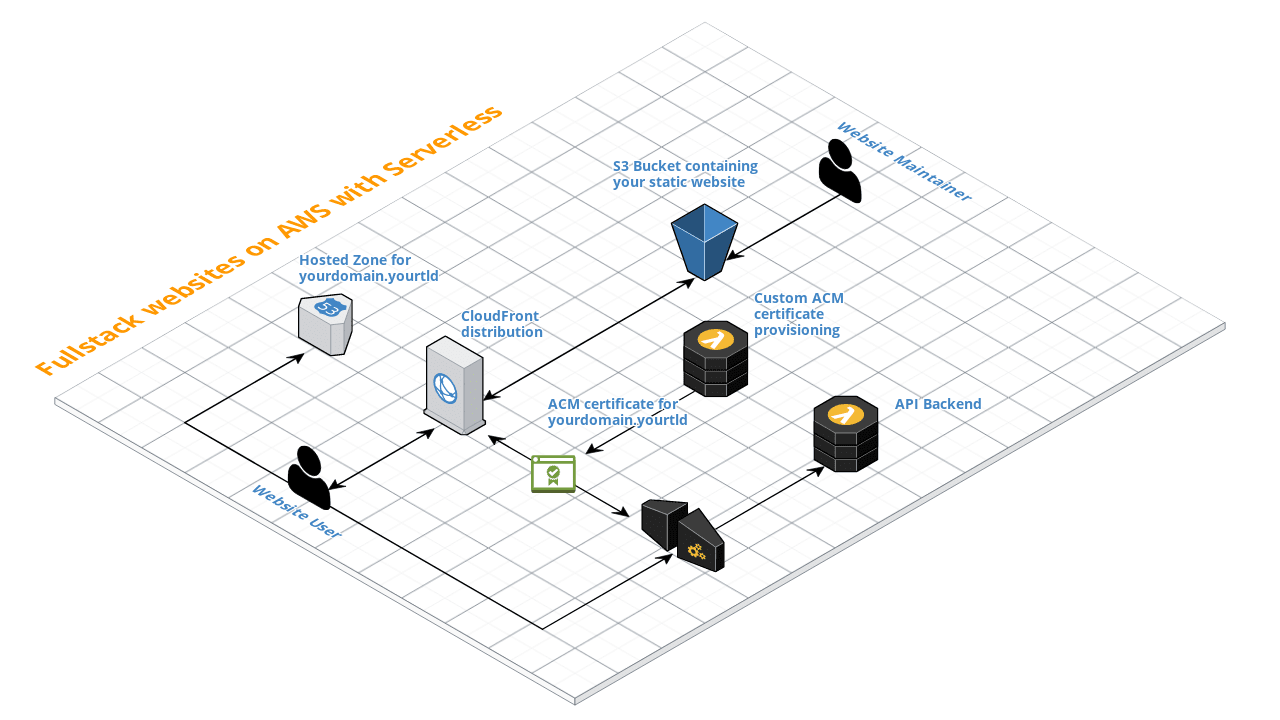 Fullstack websites on AWS with Serverless
Website Maintainer
S3 Bucket containing
your static website
Hosted Zone for
yourdomain.yourtld
53
CloudFront
distribution
Custom ACM
certificate
provisioning
ACM certificate for
yourdomain.yourtld
API Backend
Website User